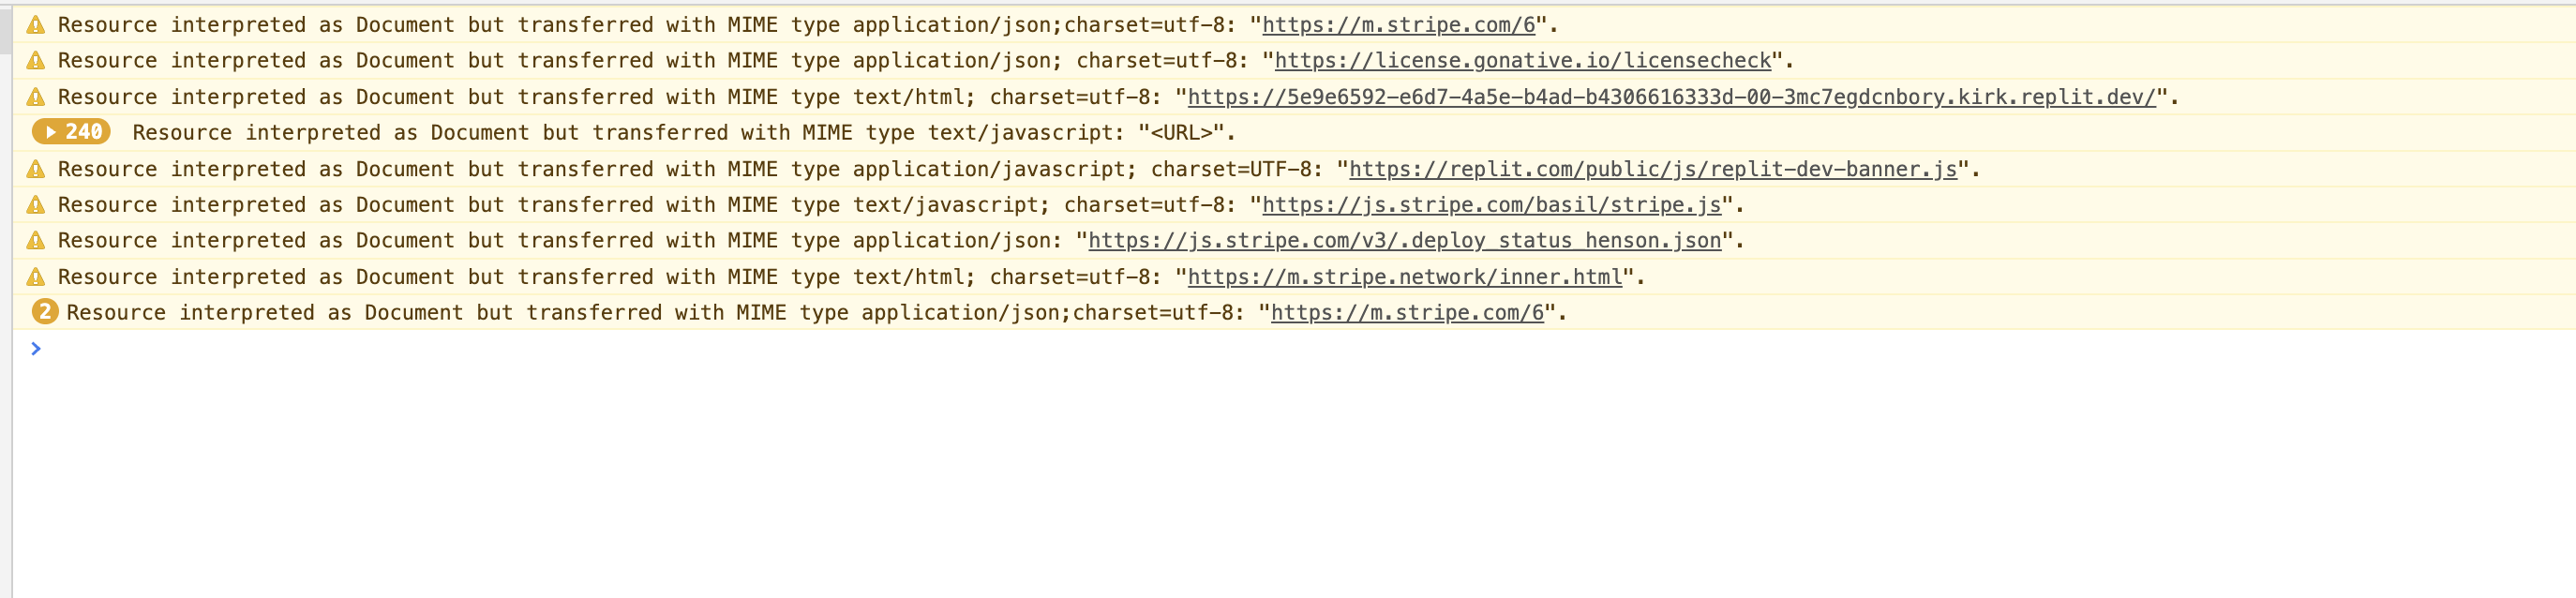 Resource interpreted as Document but transferred with MIME type application/json;charset=utf-8: "https://m.stripe.com/6".
Resource interpreted as Document but transferred with MIME type application/json; charset=utf-8: "https://license.gonative.io/licensecheck".
Resource interpreted as Document but transferred with MIME type text/html; charset=utf-8: "https://5e9e6592-e6d7-4a5e-b4ad-b4306616333d-00-3mc7egdcnbory.kirk.replit.dev/".
240 Resource interpreted as Document but transferred with MIME type text/javascript: "<URL>".
Resource interpreted as Document but transferred with MIME type application/javascript; charset=UTF-8: "https://replit.com/public/js/replit-dev-banner.js".
Resource interpreted as Document but transferred with MIME type text/javascript; charset=utf-8: "https://js.stripe.com/basil/stripe.js".
Resource interpreted as Document but transferred with MIME type application/json: "https://js.stripe.com/v3/.deploy_status_henson.json".
Resource interpreted as Document but transferred with MIME type text/html; charset=utf-8: "https://m.stripe.network/inner.html".
2 Resource interpreted as Document but transferred with MIME type application/json;charset=utf-8: "https://m.stripe.com/6".